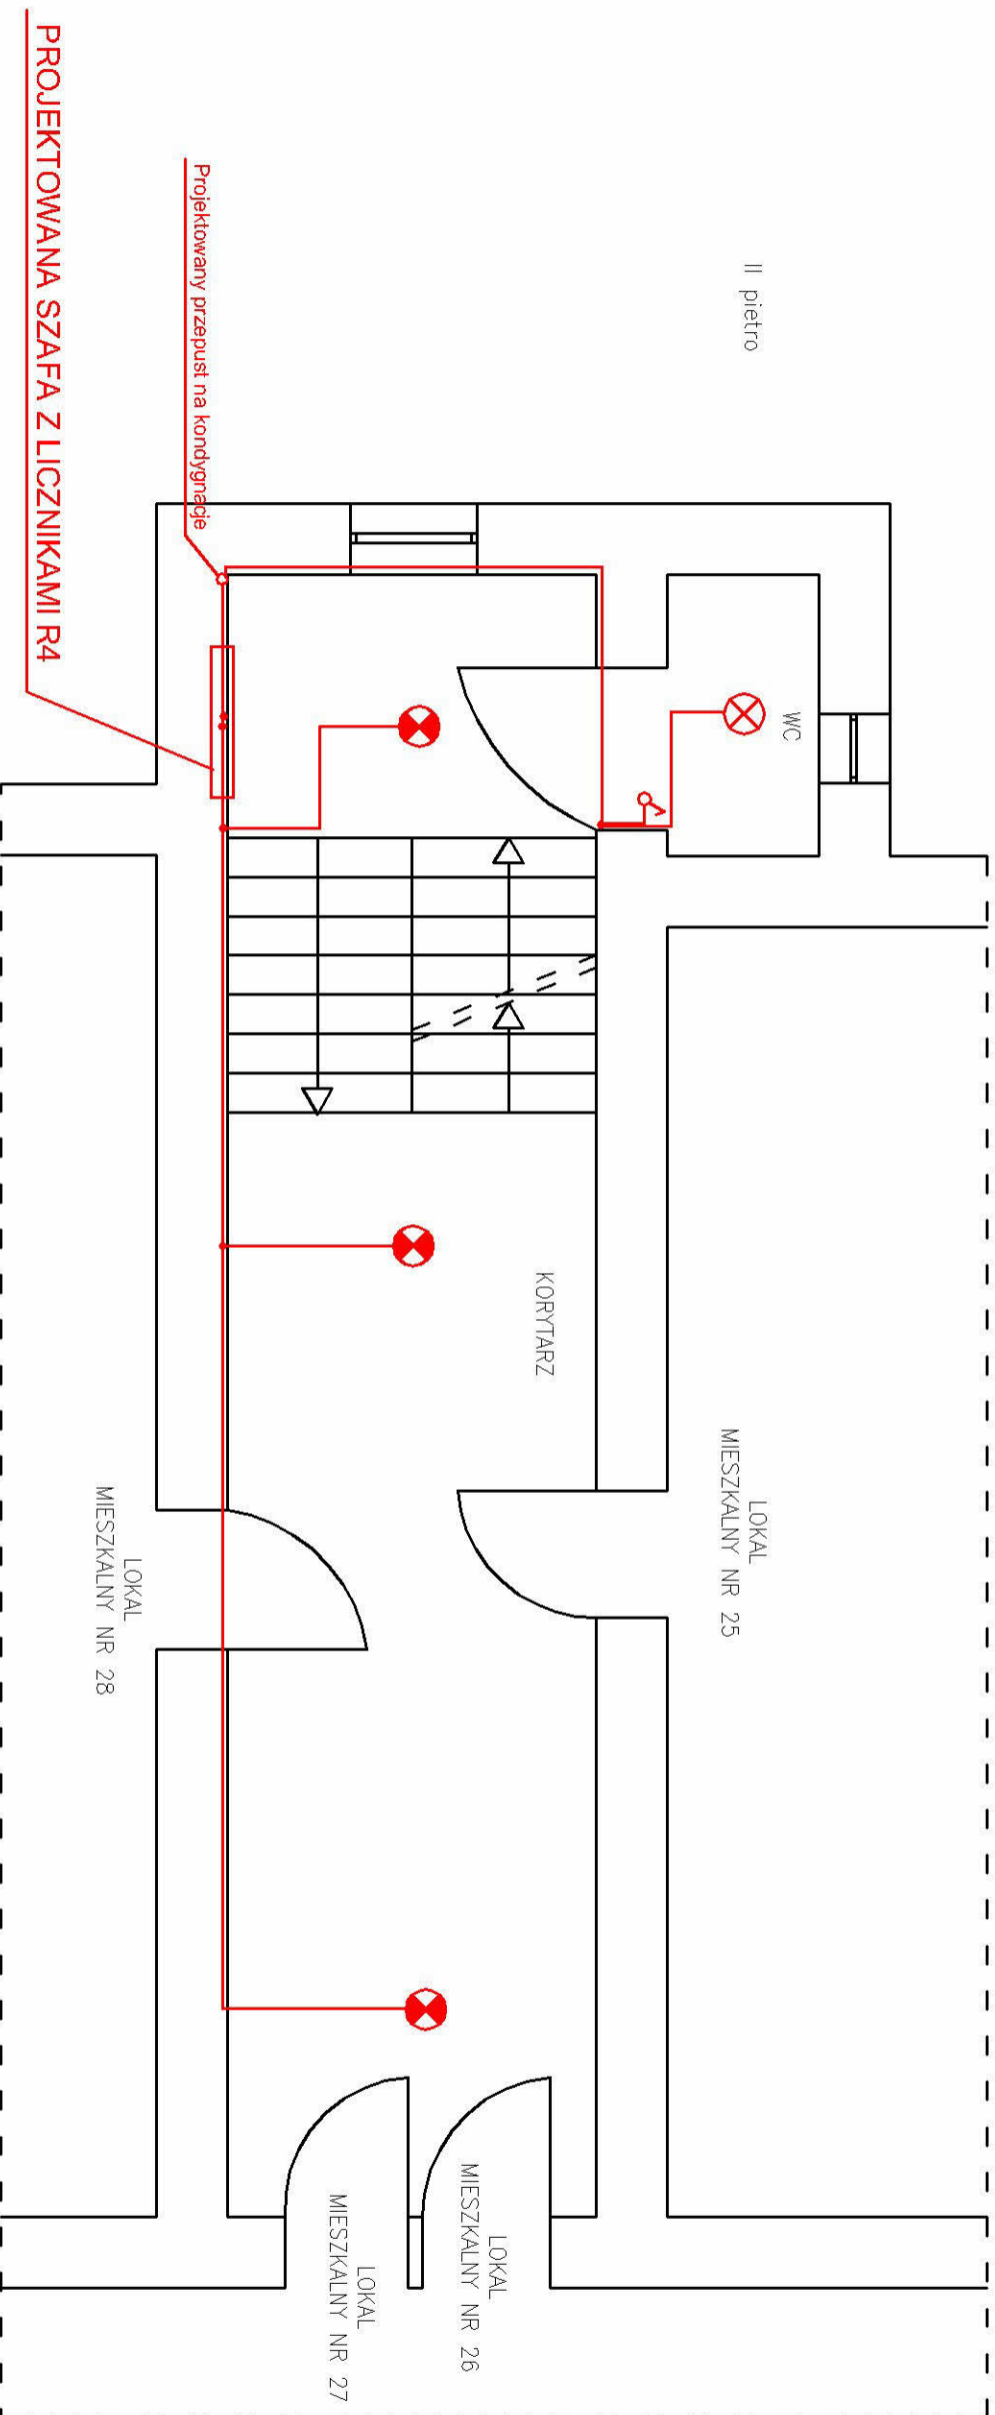 II pietro
WC
PROJEKTOWANA SZAFA Z LICZNIKAMI R4
Projektowany przepust na kondygnacje
KORYTARZ
LOKAL
MIESZKALNY NR 25
LOKAL
MIESZKALNY NR 28
LOKAL
MIESZKALNY NR 26
LOKAL
MIESZKALNY NR 27